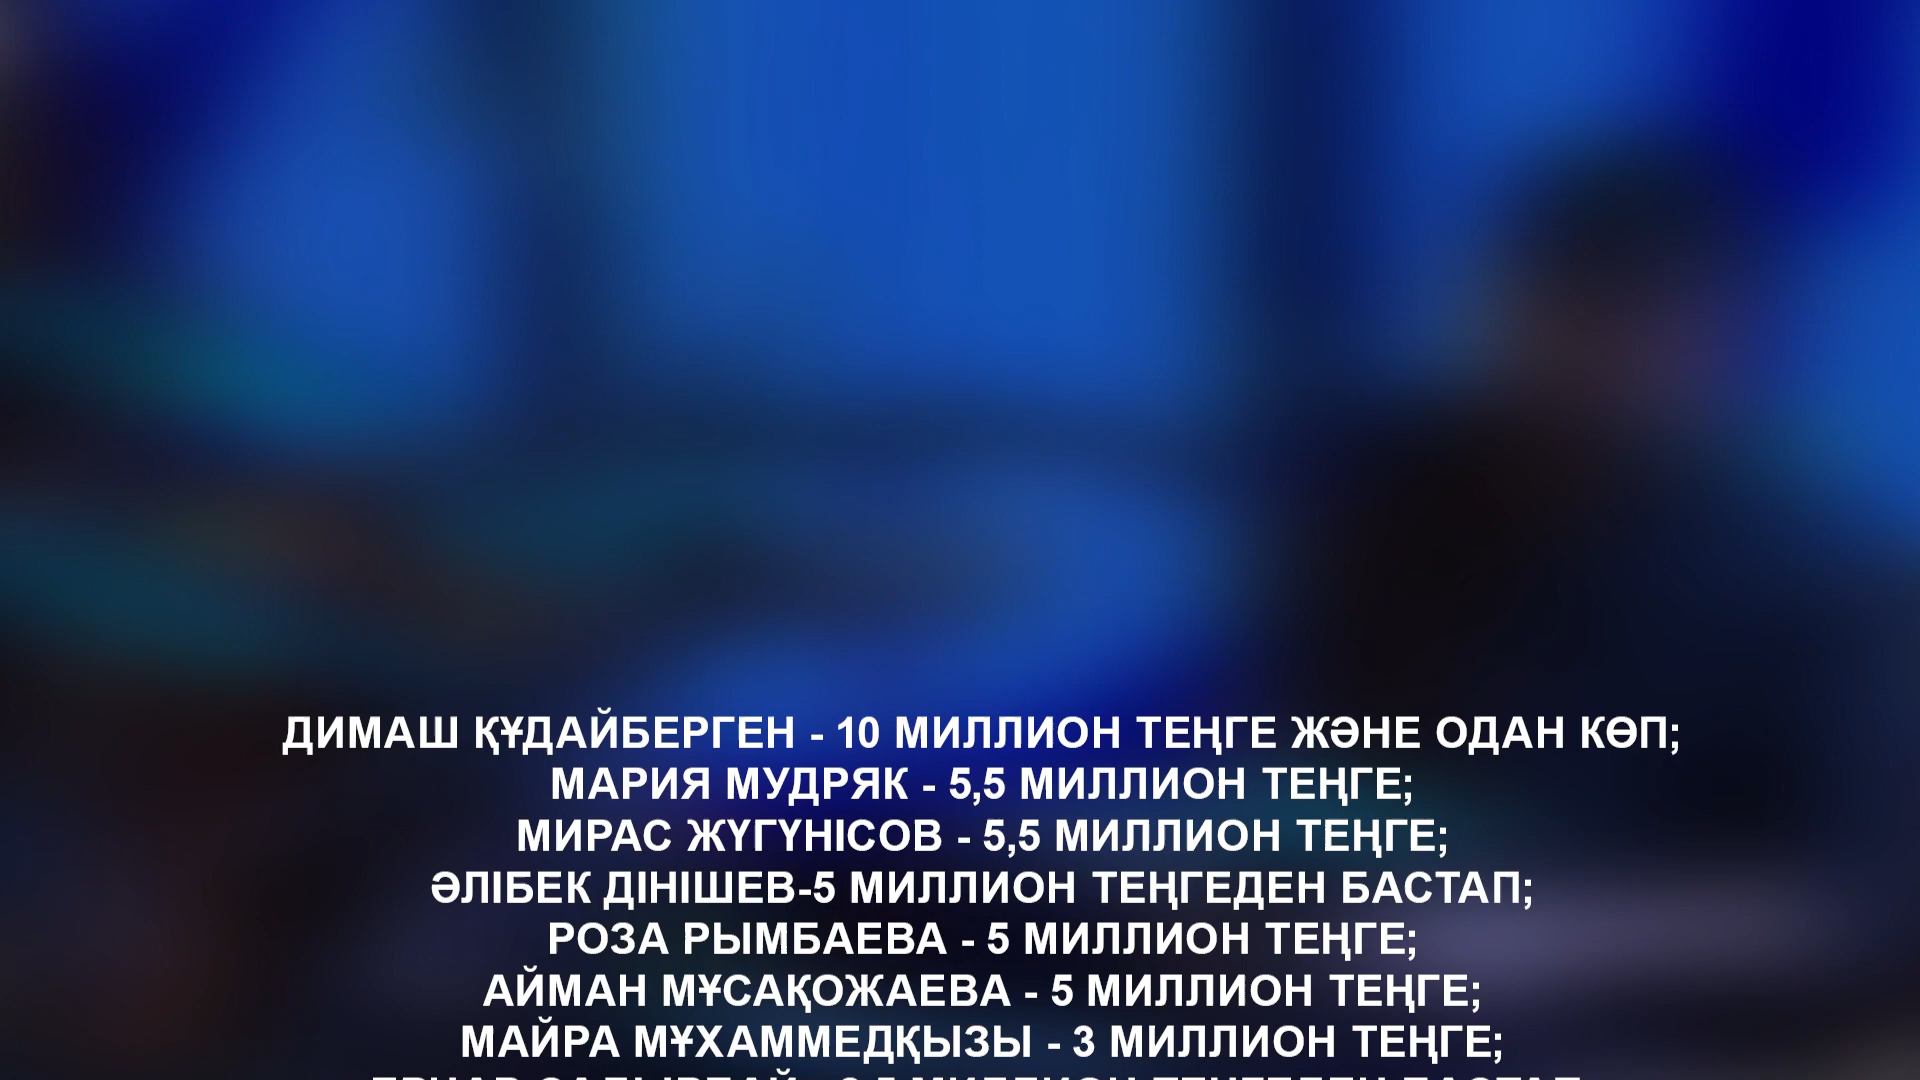 ДИМАШ ҚҰДАЙБЕРГЕН - 10 МИЛЛИОН ТЕҢГЕ ЖӘНЕ ОДАН КӨП;
МАРИЯ МУДРЯК - 5,5 МИЛЛИОН ТЕҢГЕ;
МИРАС ЖҮГҮНІСОВ - 5,5 МИЛЛИОН ТЕҢГЕ;
ӘЛІБЕК ДІНІШЕВ-5 МИЛЛИОН ТЕҢГЕДЕН БАСТАП;
РОЗА РЫМБАЕВА - 5 МИЛЛИОН ТЕҢГЕ;
АЙМАН МҰСАҚОЖАЕВА - 5 МИЛЛИОН ТЕҢГЕ;
МАЙРА МҰХАММЕДҚЫЗЫ - 3 МИЛЛИОН ТЕҢГЕ;